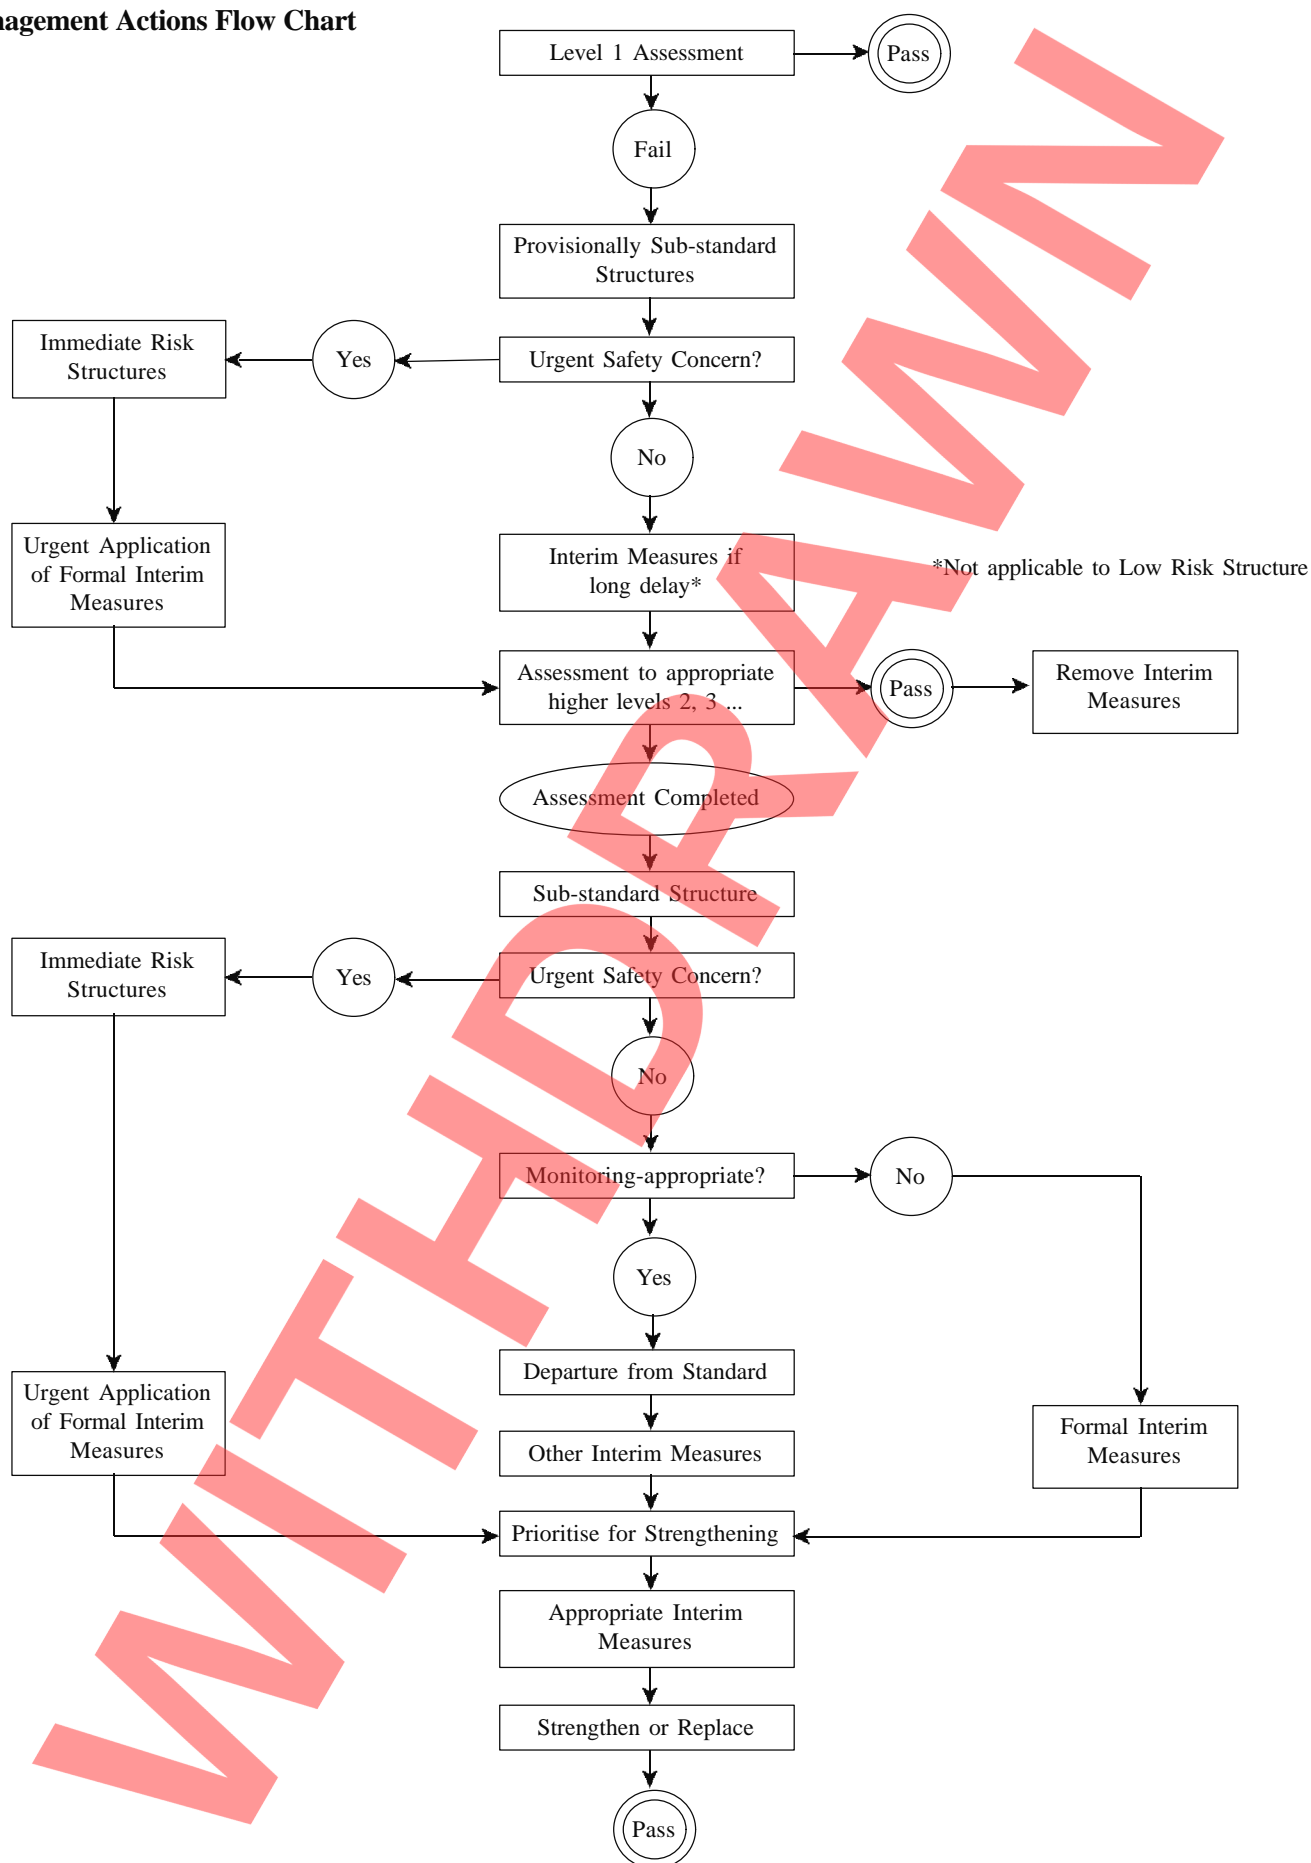 nagement Actions Flow Chart
Level 1 Assessment
Pass
Fail
Provisionally Sub-standard
Structures
Immediate Risk
Structures
Yes
Urgent Safety Concern?
No
Urgent Application
of Formal Interim
Measures
Interim Measures if
long delay*
*Not applicable to Low Risk Structure
Assessment to appropriate
higher levels 2, 3 ...
Pass
Remove Interim
Measures
Assessment Completed
Sub-standard Structure
Immediate Risk
Structures
Yes
Urgent Safety Concern?
No
Monitoring-appropriate?
No
Yes
Departure from Standard
Urgent Application
of Formal Interim
Measures
Other Interim Measures
Formal Interim
Measures
Prioritise for Strengthening
Appropriate Interim
Measures
Strengthen or Replace
Pass
WITHDRAWN